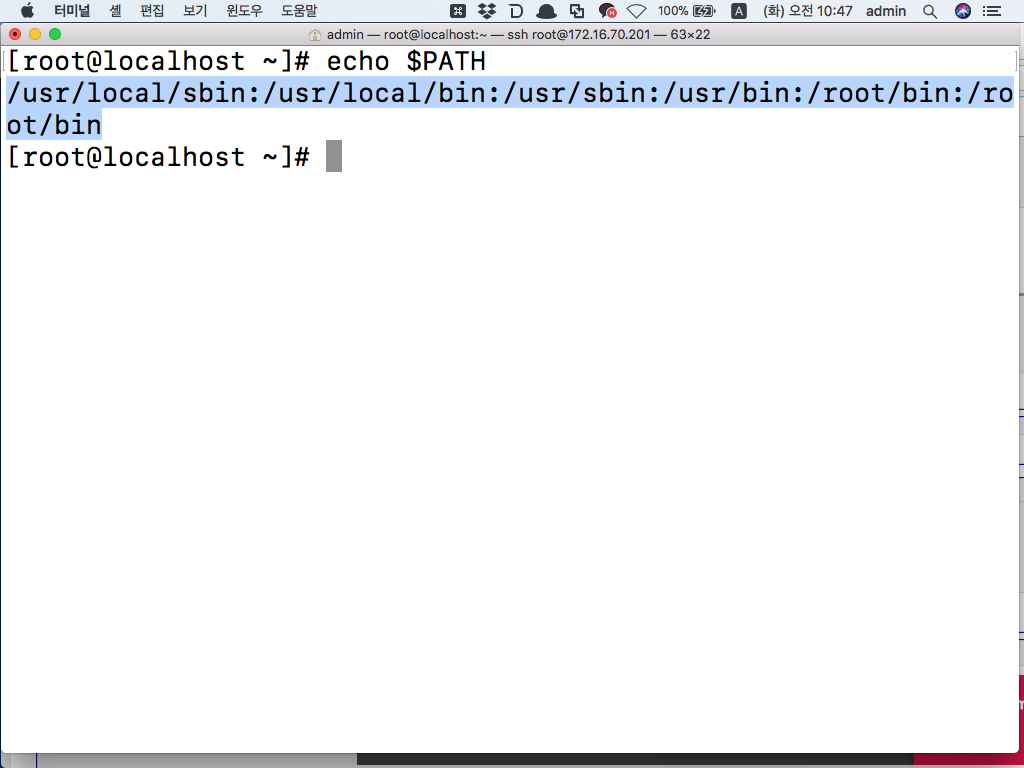 터미널 셸 편집 보기 윈도우 도움말 100% A (화) 오전 10:47 admin
admin — root@localhost:~ — ssh root@172.16.70.201 — 63×22
[root@localhost ~]# echo $PATH
/usr/local/sbin:/usr/local/bin:/usr/sbin:/usr/bin:/root/bin:/ro
ot/bin
[root@localhost ~]#